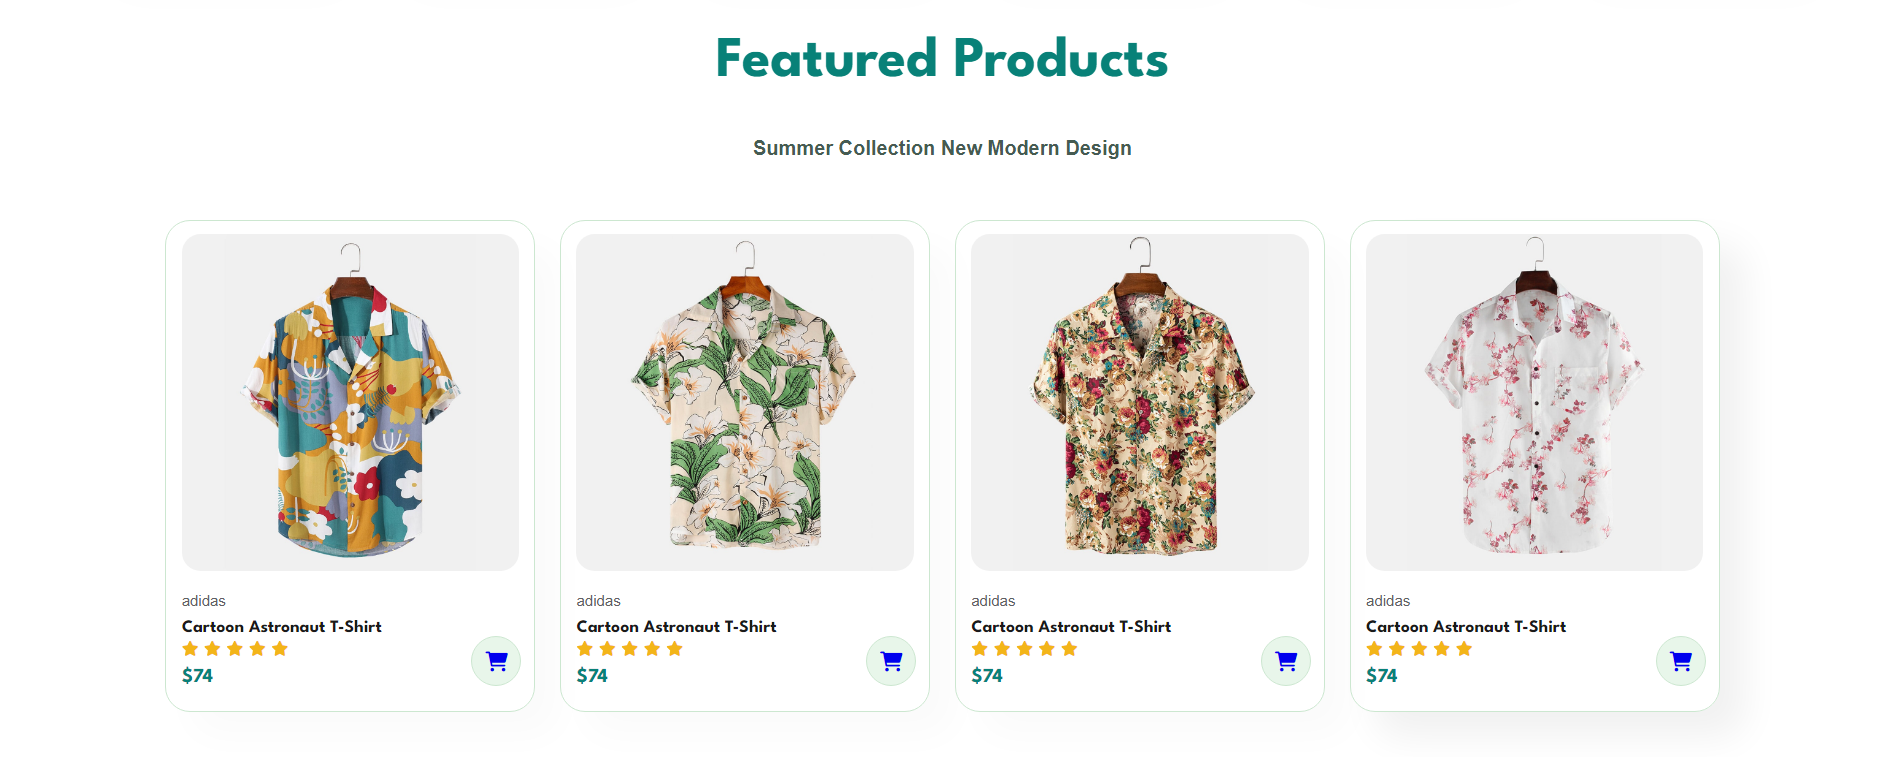 Featured Products
Summer Collection New Modern Design
adidas
Cartoon Astronaut T-Shirt
$74
adidas
Cartoon Astronaut T-Shirt
$74
adidas
Cartoon Astronaut T-Shirt
$74
adidas
Cartoon Astronaut T-Shirt
$74